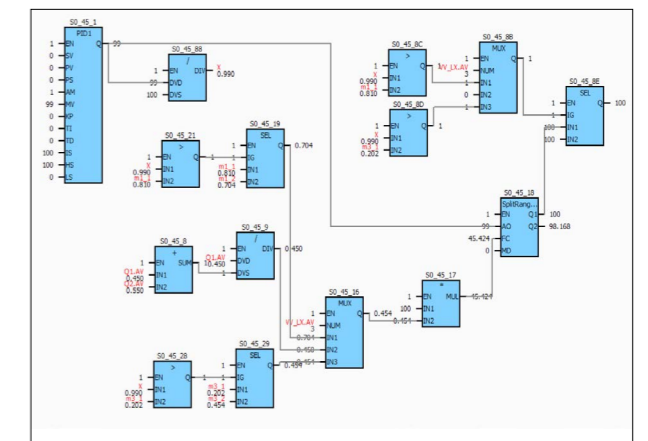 S0_45_1
PID1
1 EN Q 99
0 SV
0 PV
0 PS
1 AM
99 MV
0 KP
0 TI
0 TD
100 IS
100 HS
0 LS
S0_45_88
/
1 EN DIV X 0.990
99 DVD
100 DVS
S0_45_8C
>
1 EN Q 1
X 0.990 IN1
m1_1 0.810 IN2
S0_45_8B
MUX
1 EN Q 1
VV_LX.AV 3 NUM
1 IN1
0 IN2
1 IN3
S0_45_8D
>
1 EN Q 1
X 0.990 IN1
m3_1 0.202 IN2
S0_45_8E
SEL
1 EN Q 100
1 IG
100 IN1
100 IN2
S0_45_21
>
1 EN Q 1
X 0.990 IN1
m1_1 0.810 IN2
S0_45_19
SEL
1 EN Q 0.704
1 IG
m1_1 0.810 IN1
m1_2 0.704 IN2
S0_45_18
SplitRang...
1 EN Q1 100
99 AO Q2 98.168
45.424 FC
0 MD
S0_45_8
+
1 EN SUM
Q1.AV 0.450 IN1
Q2.AV 0.550 IN2
S0_45_9
/
1 EN DIV 0.450
Q1.AV 0.450 DVD
1 DVS
S0_45_17
*
1 EN MUL 45.424
100 IN1
0.454 IN2
S0_45_16
MUX
1 EN Q 0.454
VV_LX.AV 3 NUM
0.704 IN1
0.450 IN2
0.454 IN3
S0_45_28
>
1 EN Q 1
X 0.990 IN1
m3_1 0.202 IN2
S0_45_29
SEL
1 EN Q 0.454
1 IG
m3_1 0.202 IN1
m3_2 0.454 IN2